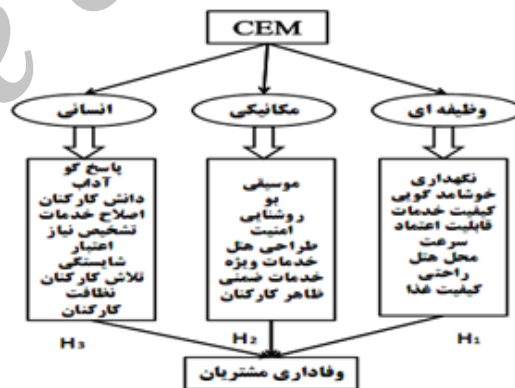 CEM
وظیفه ای
مکانیکی
انسانی
نگهداری
خوشامد گویی
کیفیت خدمات
قابلیت اعتماد
سرعت
محل هتل
راحتی
کیفیت غذا
موسیقی
بو
روشنایی
امنیت
طراحی هتل
خدمات ویژه
خدمات ضمنی
ظاهر کارکنان
پاسخ گو
آداب
دانش کارکنان
اصلاح خدمات
تشخیص نیاز
اعتبار
شایستگی
تلاش کارکنان
نظافت
کارکنان
H1
H2
H3
وفاداری مشتریان